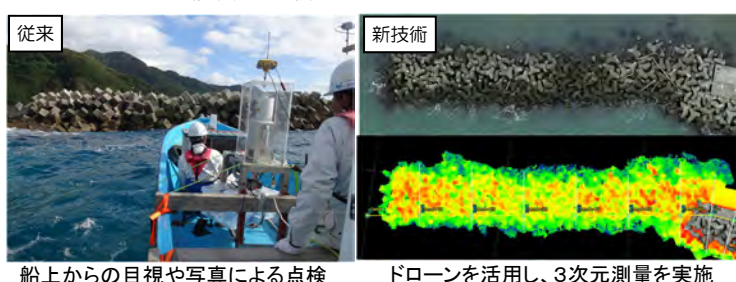 従来
新技術
船上からの目視や写真による点検
ドローンを活用し、3次元測量を実施